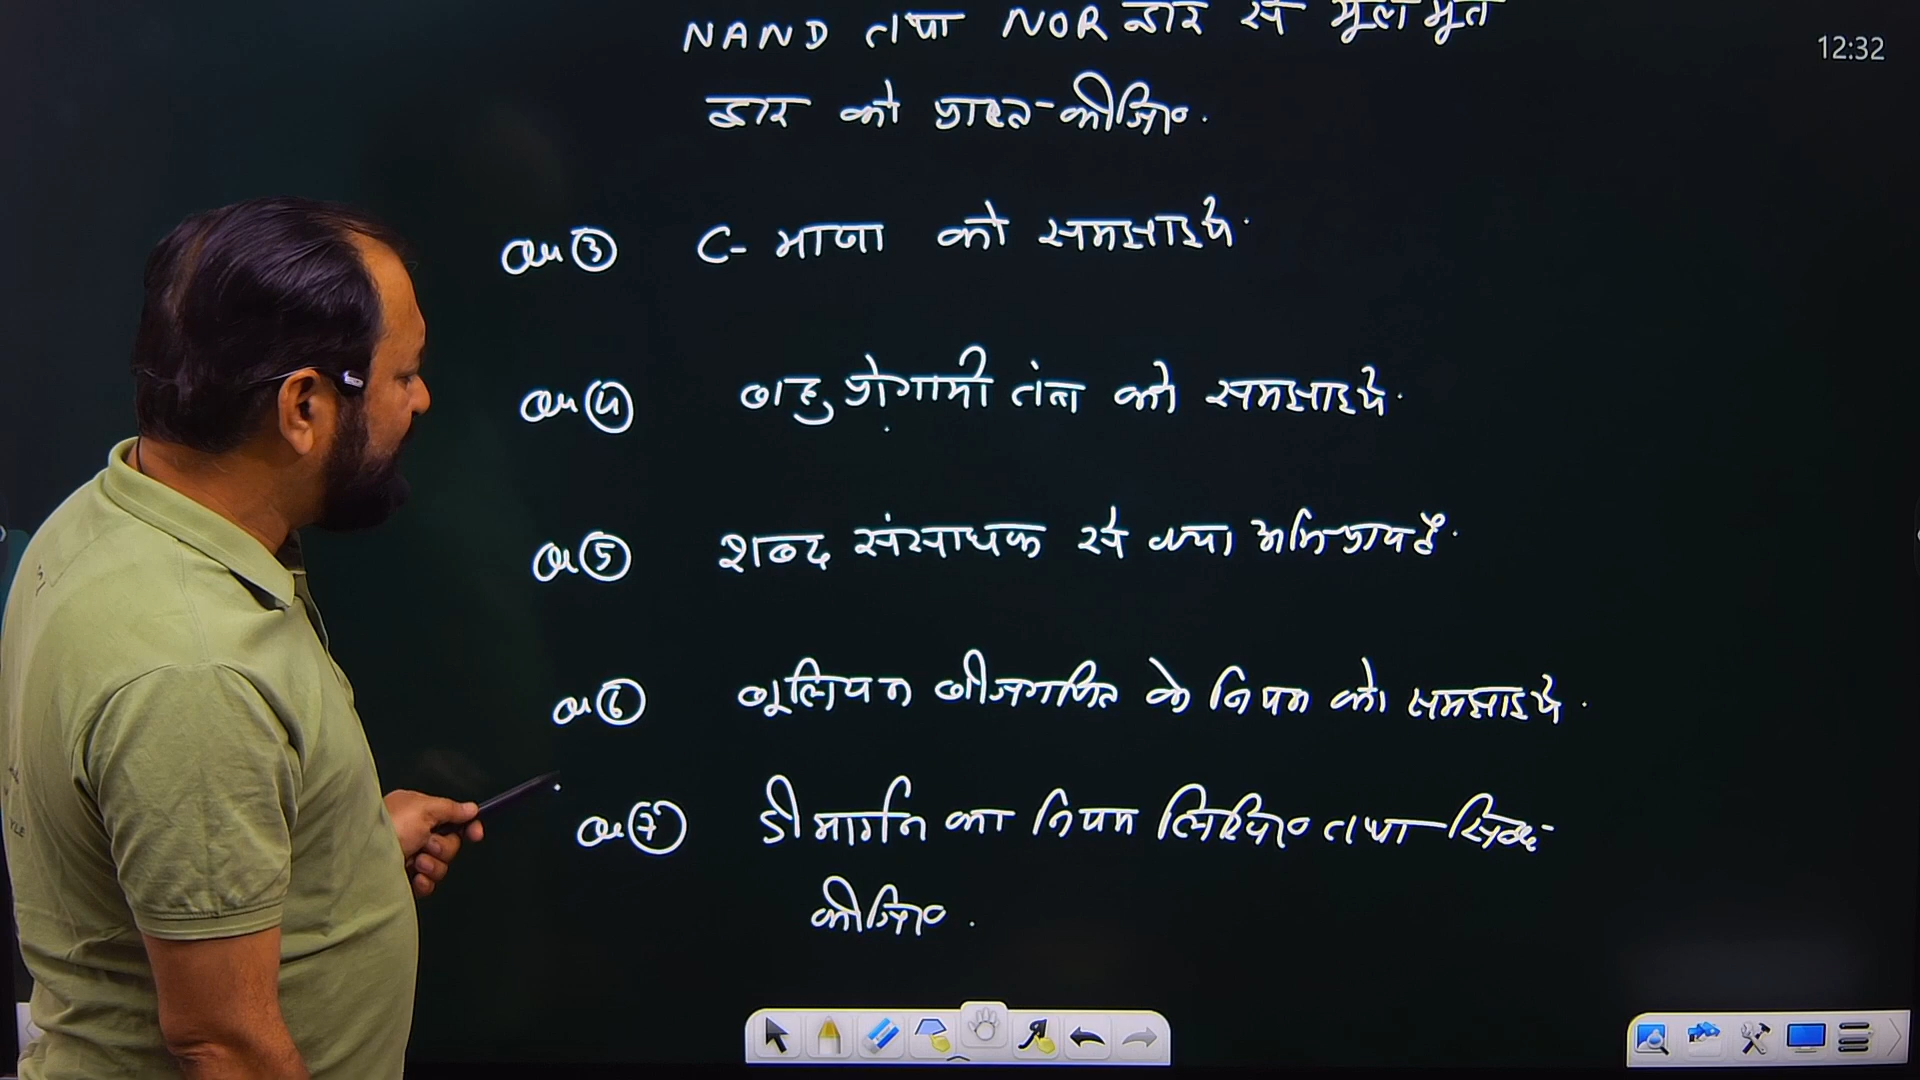 NAND तथा NOR द्वार से मूलभूत
12:32
द्वार को प्राप्त कीजिए.
Qu ③ C- भाषा को समझाइये.
Qu ④ बाहु प्रोगामी तंत्र को समझाइये.
Qu ⑤ शब्द संसाधक से क्या अभिप्राय है.
Qu ⑥ बूलियन बीजगणित के नियम को समझाइये.
Qu ⑦ डी मार्गन का नियम लिखिए तथा सिद्ध
कीजिए.